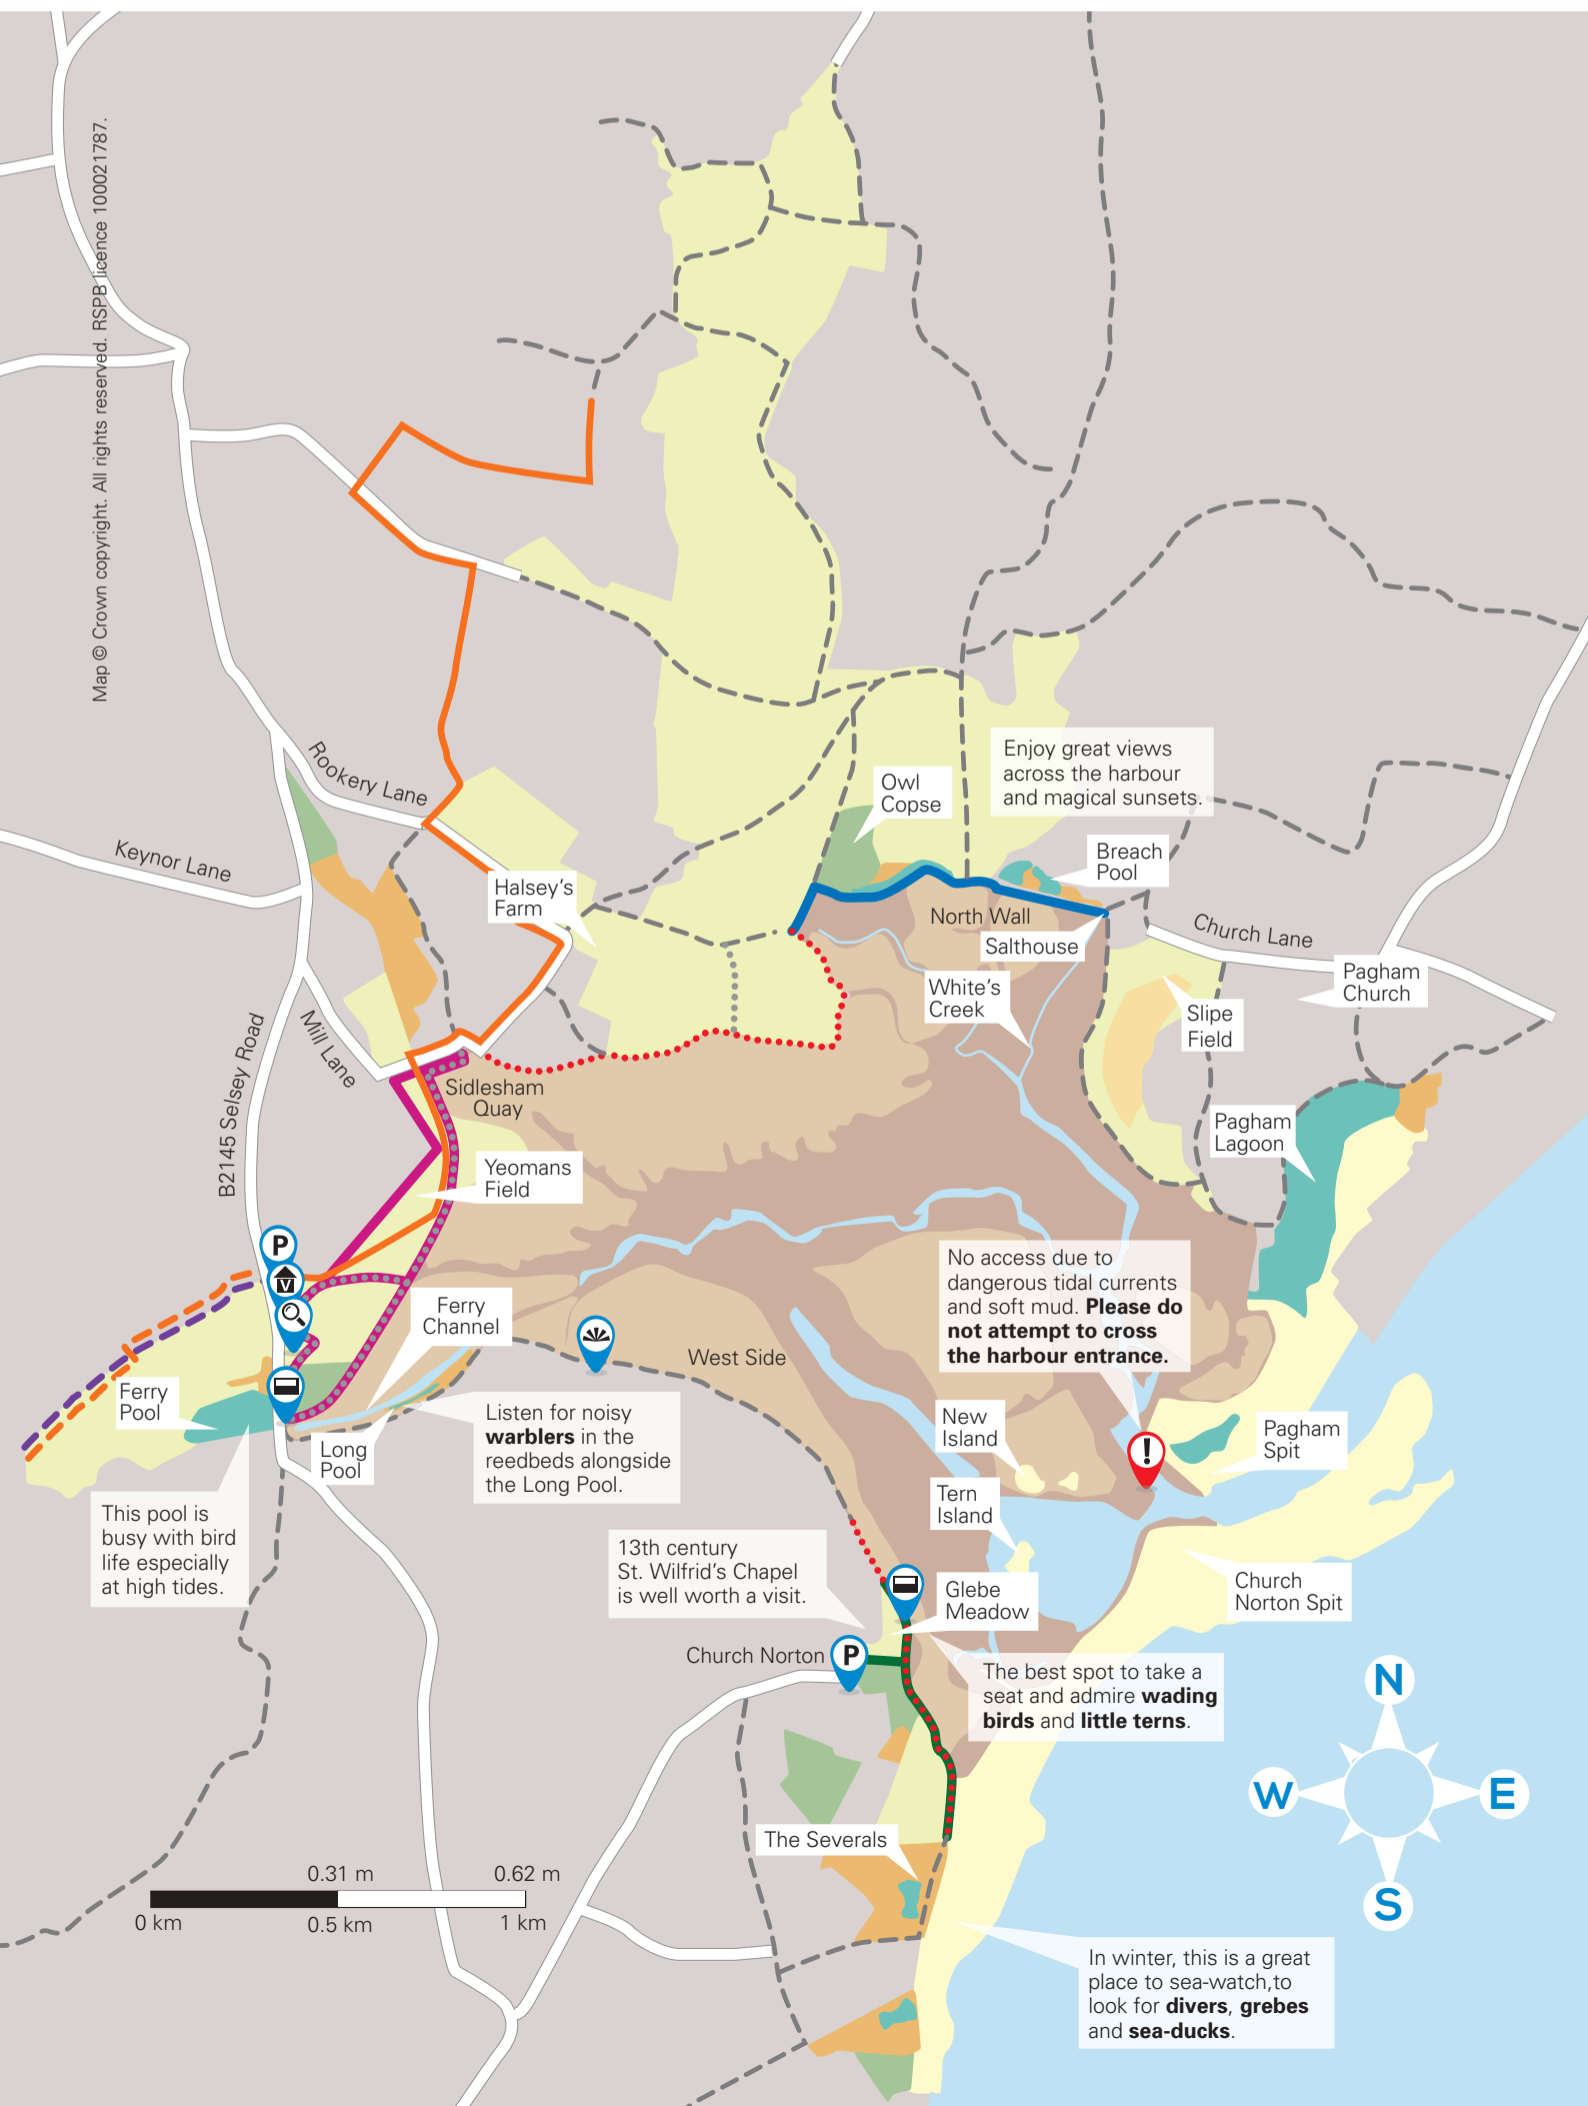 Map © Crown copyright. All rights reserved. RSPB licence 100021787.
Rookery Lane
Keynor Lane
Owl
Copse
Enjoy great views
across the harbour
and magical sunsets.
Breach
Pool
Halsey's
Farm
North Wall
Salthouse
Church Lane
White's
Creek
Pagham
Church
Slipe
Field
B2145 Selsey Road
Mill Lane
Sidlesham
Quay
Pagham
Lagoon
Yeomans
Field
P
V
No access due to
dangerous tidal currents
and soft mud. Please do
not attempt to cross
the harbour entrance.
Ferry
Channel
West Side
Ferry
Pool
Long
Pool
Listen for noisy
warblers in the
reedbeds alongside
the Long Pool.
New
Island
!
Pagham
Spit
Tern
Island
This pool is
busy with bird
life especially
at high tides.
13th century
St. Wilfrid's Chapel
is well worth a visit.
Glebe
Meadow
Church
Norton Spit
Church Norton
P
The best spot to take a
seat and admire wading
birds and little terns.
N
W
E
S
The Severals
0.31 m
0.62 m
0 km
0.5 km
1 km
In winter, this is a great
place to sea-watch,to
look for divers, grebes
and sea-ducks.